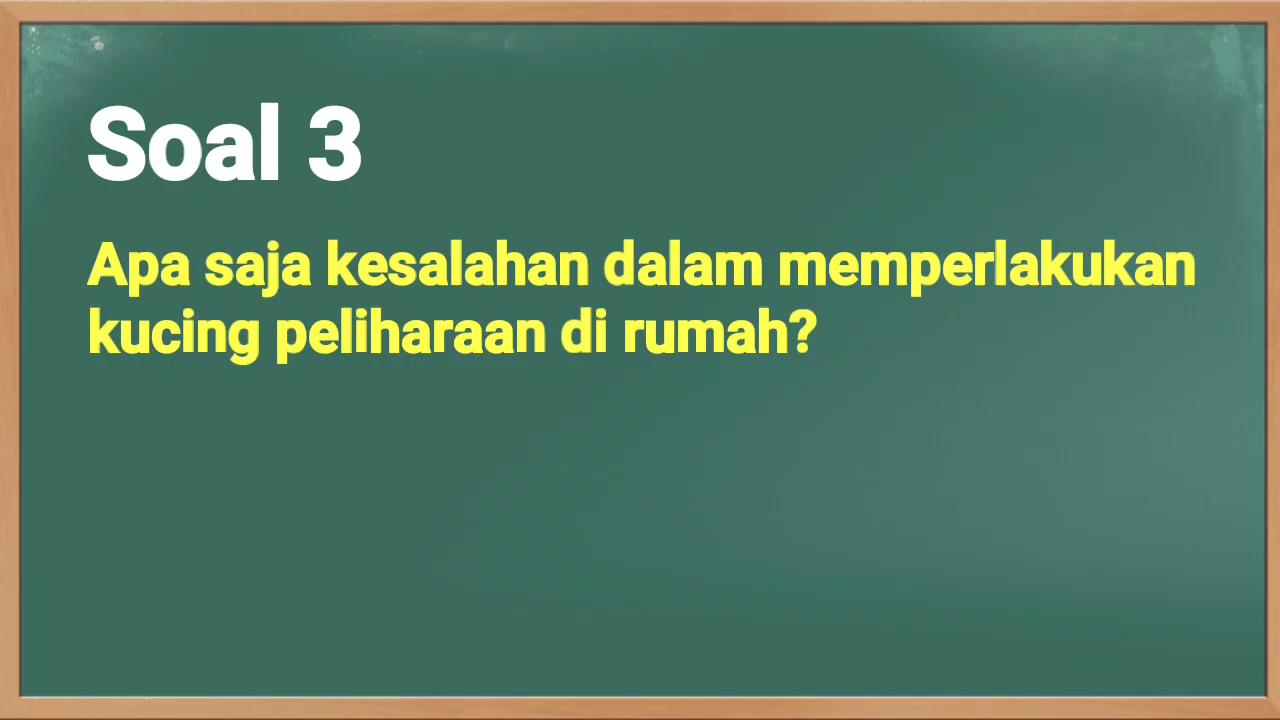 Soal 3
Apa saja kesalahan dalam memperlakukan
kucing peliharaan di rumah?